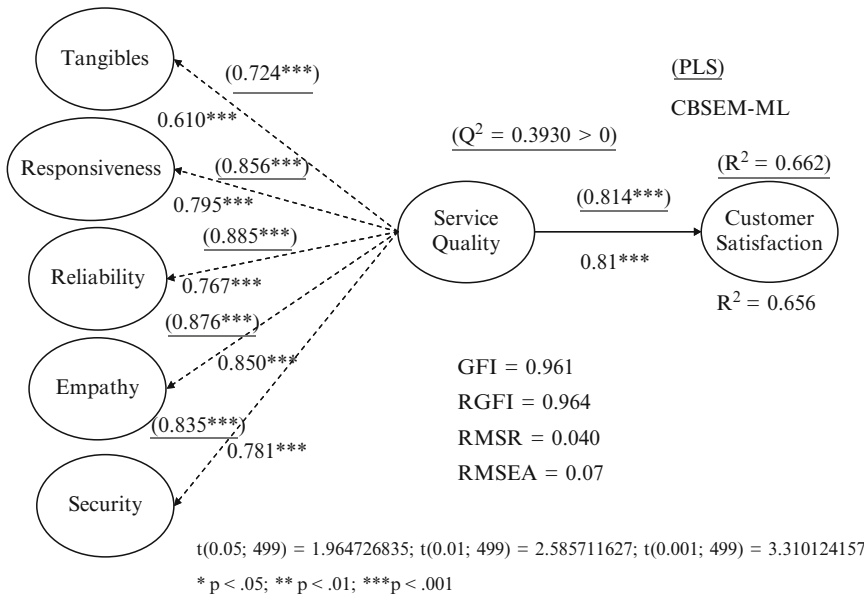 Tangibles
(0.724***)
0.610***
Responsiveness
(0.856***)
0.795***
Reliability
(0.885***)
0.767***
Empathy
(0.876***)
0.850***
Security
(0.835***)
0.781***
(PLS)
CBSEM-ML
(Q² = 0.3930 > 0)
Service
Quality
(0.814***)
0.81***
(R² = 0.662)
Customer
Satisfaction
R² = 0.656
GFI = 0.961
RGFI = 0.964
RMSR = 0.040
RMSEA = 0.07
t(0.05; 499) = 1.964726835; t(0.01; 499) = 2.585711627; t(0.001; 499) = 3.310124157
* p < .05; ** p < .01; ***p < .001